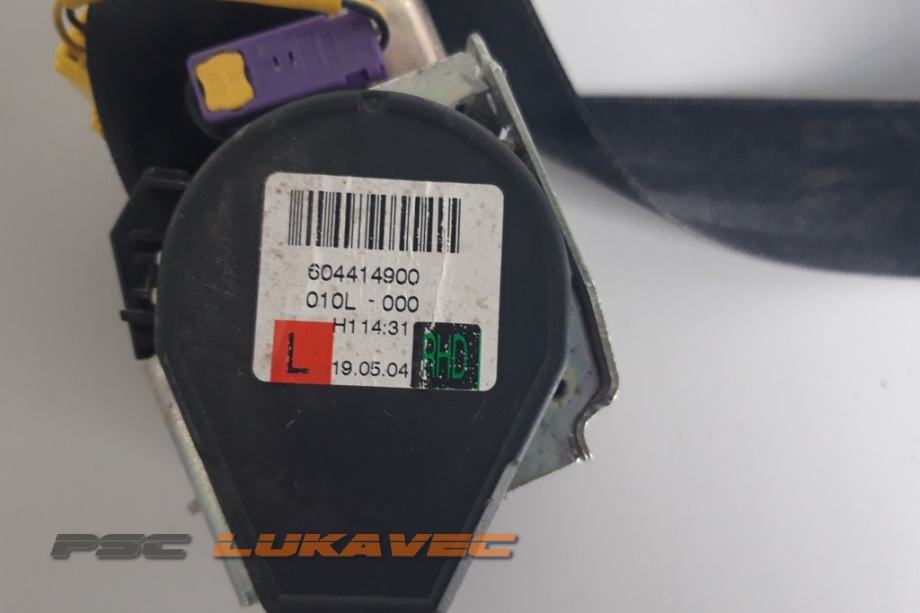 604414900
010L - 000
H114:31
L 19.05.04 RHD
PSC LUKAVEC